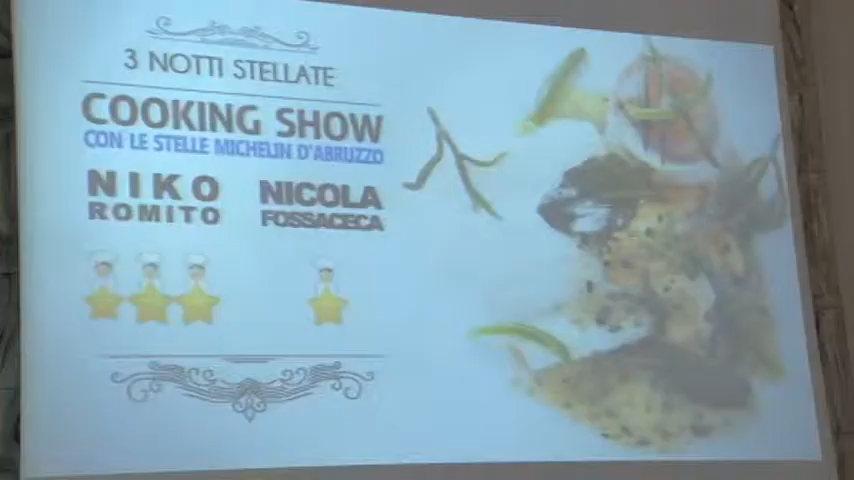 3 NOTTI STELLATE
COOKING SHOW
CON LE STELLE MICHELIN D'ABRUZZO
NIKO
ROMITO
NICOLA
FOSSACECA